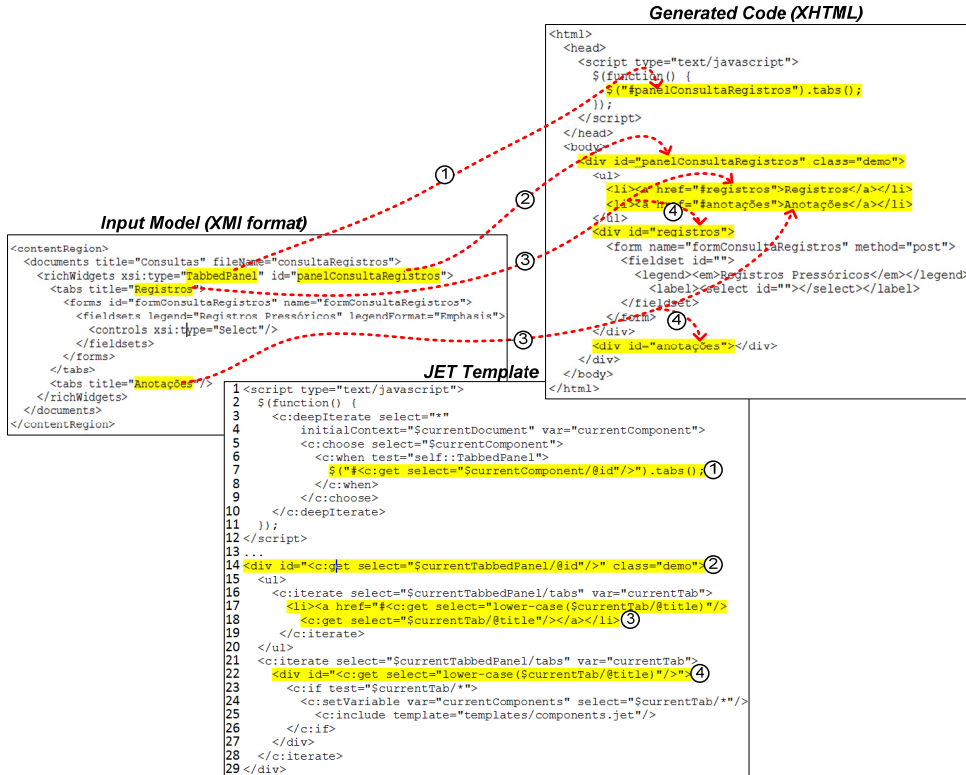 Generated Code (XHTML)
<html>
<head>
<script type="text/javascript">
$(function() {
$("#panelConsultaRegistros").tabs();
});
</script>
</head>
<body>
<div id="panelConsultaRegistros" class="demo">
<ul>
<li><a href="#registros">Registros</a></li>
<li><a href="#anotações">Anotações</a></li>
</ul>
<div id="registros">
<form name="formConsultaRegistros" method="post">
<fieldset id="">
<legend><em>Registros Pressóricos</em></legend>
<label><select id=""></select></label>
</fieldset>
</form>
</div>
<div id="anotações"></div>
</div>
</body>
</html>
1
2
3
3
4
4
Input Model (XMI format)
<contentRegion>
<documents title="Consultas" fileName="consultaRegistros">
<richWidgets xsi:type="TabbedPanel" id="panelConsultaRegistros">
<tabs title="Registros">
<forms id="formConsultaRegistros" name="formConsultaRegistros">
<fieldsets legend="Registros Pressóricos" legendFormat="Emphasis">
<controls xsi:type="Select"/>
</fieldsets>
</forms>
</tabs>
<tabs title="Anotações"/>
</richWidgets>
</documents>
</contentRegion>
JET Template
1 <script type="text/javascript">
2 $(function() {
3 <c:deepIterate select="*"
4 initialContext="$currentDocument" var="currentComponent">
5 <c:choose select="$currentComponent">
6 <c:when test="self::TabbedPanel">
7 $("#<c:get select="$currentComponent/@id"/>").tabs(); 1
8 </c:when>
9 </c:choose>
10 </c:deepIterate>
11 });
12 </script>
13 ...
14 <div id="<c:get select="$currentTabbedPanel/@id"/>" class="demo"> 2
15 <ul>
16 <c:iterate select="$currentTabbedPanel/tabs" var="currentTab">
17 <li><a href="#<c:get select="lower-case($currentTab/@title)"/>
18 <c:get select="$currentTab/@title"/></a></li> 3
19 </c:iterate>
20 </ul>
21 <c:iterate select="$currentTabbedPanel/tabs" var="currentTab">
22 <div id="<c:get select="lower-case($currentTab/@title)"/>"> 4
23 <c:if test="$currentTab/*">
24 <c:setVariable var="currentComponents" select="$currentTab/*"/>
25 <c:include template="templates/components.jet"/>
26 </c:if>
27 </div>
28 </c:iterate>
29 </div>